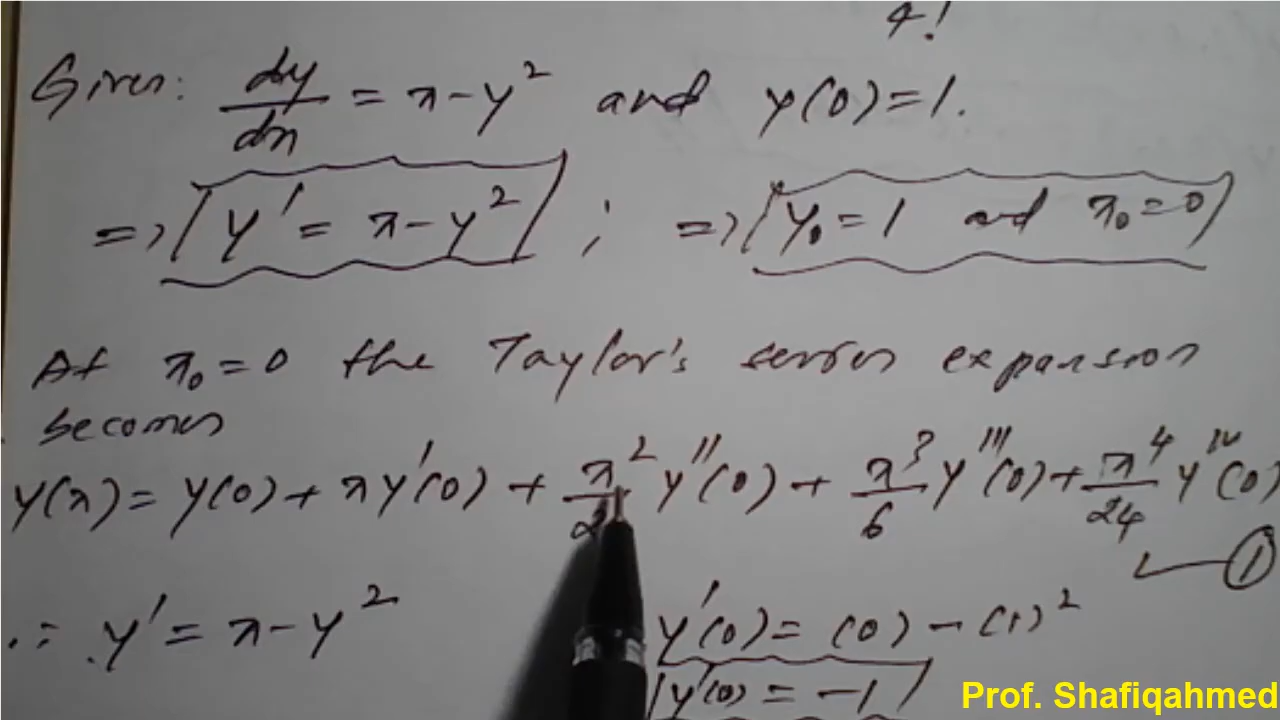 4!
Given: dy/dx = x - y² and y(0) = 1.
=> y' = x - y² ; => y₀ = 1 and x₀ = 0
At x₀ = 0 the Taylor's series expansion
becomes
y(x) = y(0) + x y'(0) + x²/2 y''(0) + x³/6 y'''(0) + x⁴/24 y^IV(0)
①
∴ y' = x - y² y'(0) = (0) - (1)²
y'(0) = -1
Prof. Shafiqahmed